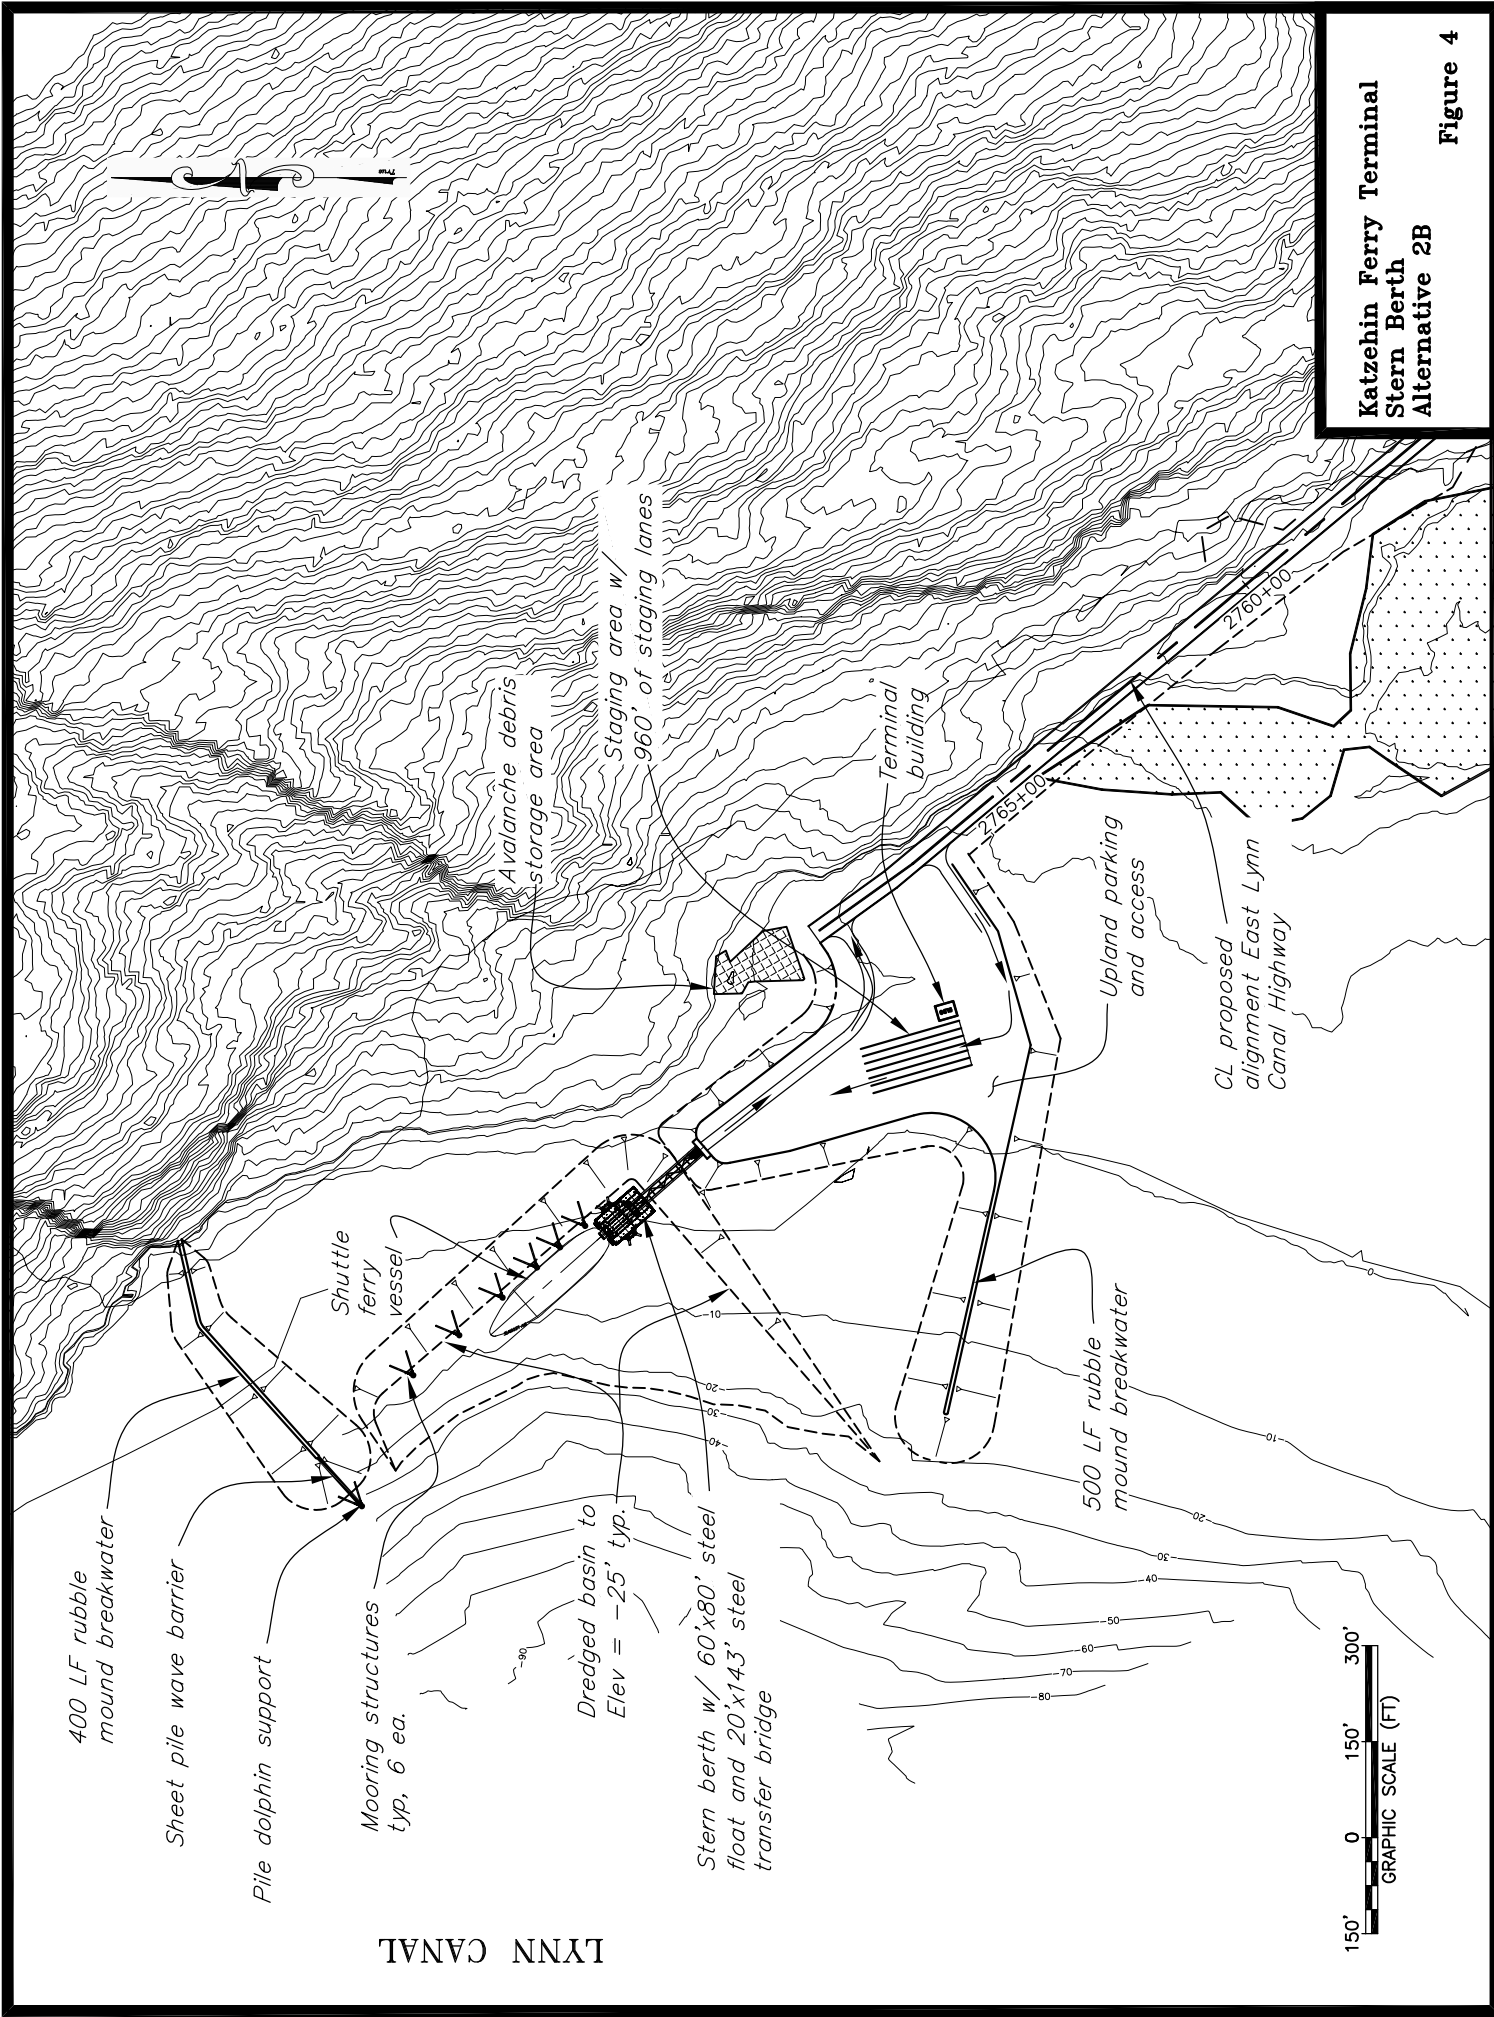 400 LF rubble
mound breakwater
Sheet pile wave barrier
Pile dolphin support
Mooring structures
typ, 6 ea.
Shuttle
ferry
vessel
Dredged basin to
Elev = -25' typ.
Stern berth w/ 60'x80' steel
float and 20'x143' steel
transfer bridge
Avalanche debris
storage area
Staging area w/
960' of staging lanes
Terminal
building
Upland parking
and access
500 LF rubble
mound breakwater
CL proposed
alignment East Lynn
Canal Highway
2765+00
2760+00
LYNN CANAL
-10
-20
-30
-40
-90
0
-10
-20
-30
-40
-50
-60
-70
-80
150'
0
150'
300'
GRAPHIC SCALE (FT)
Katzehin Ferry Terminal
Stern Berth
Alternative 2B
Figure 4